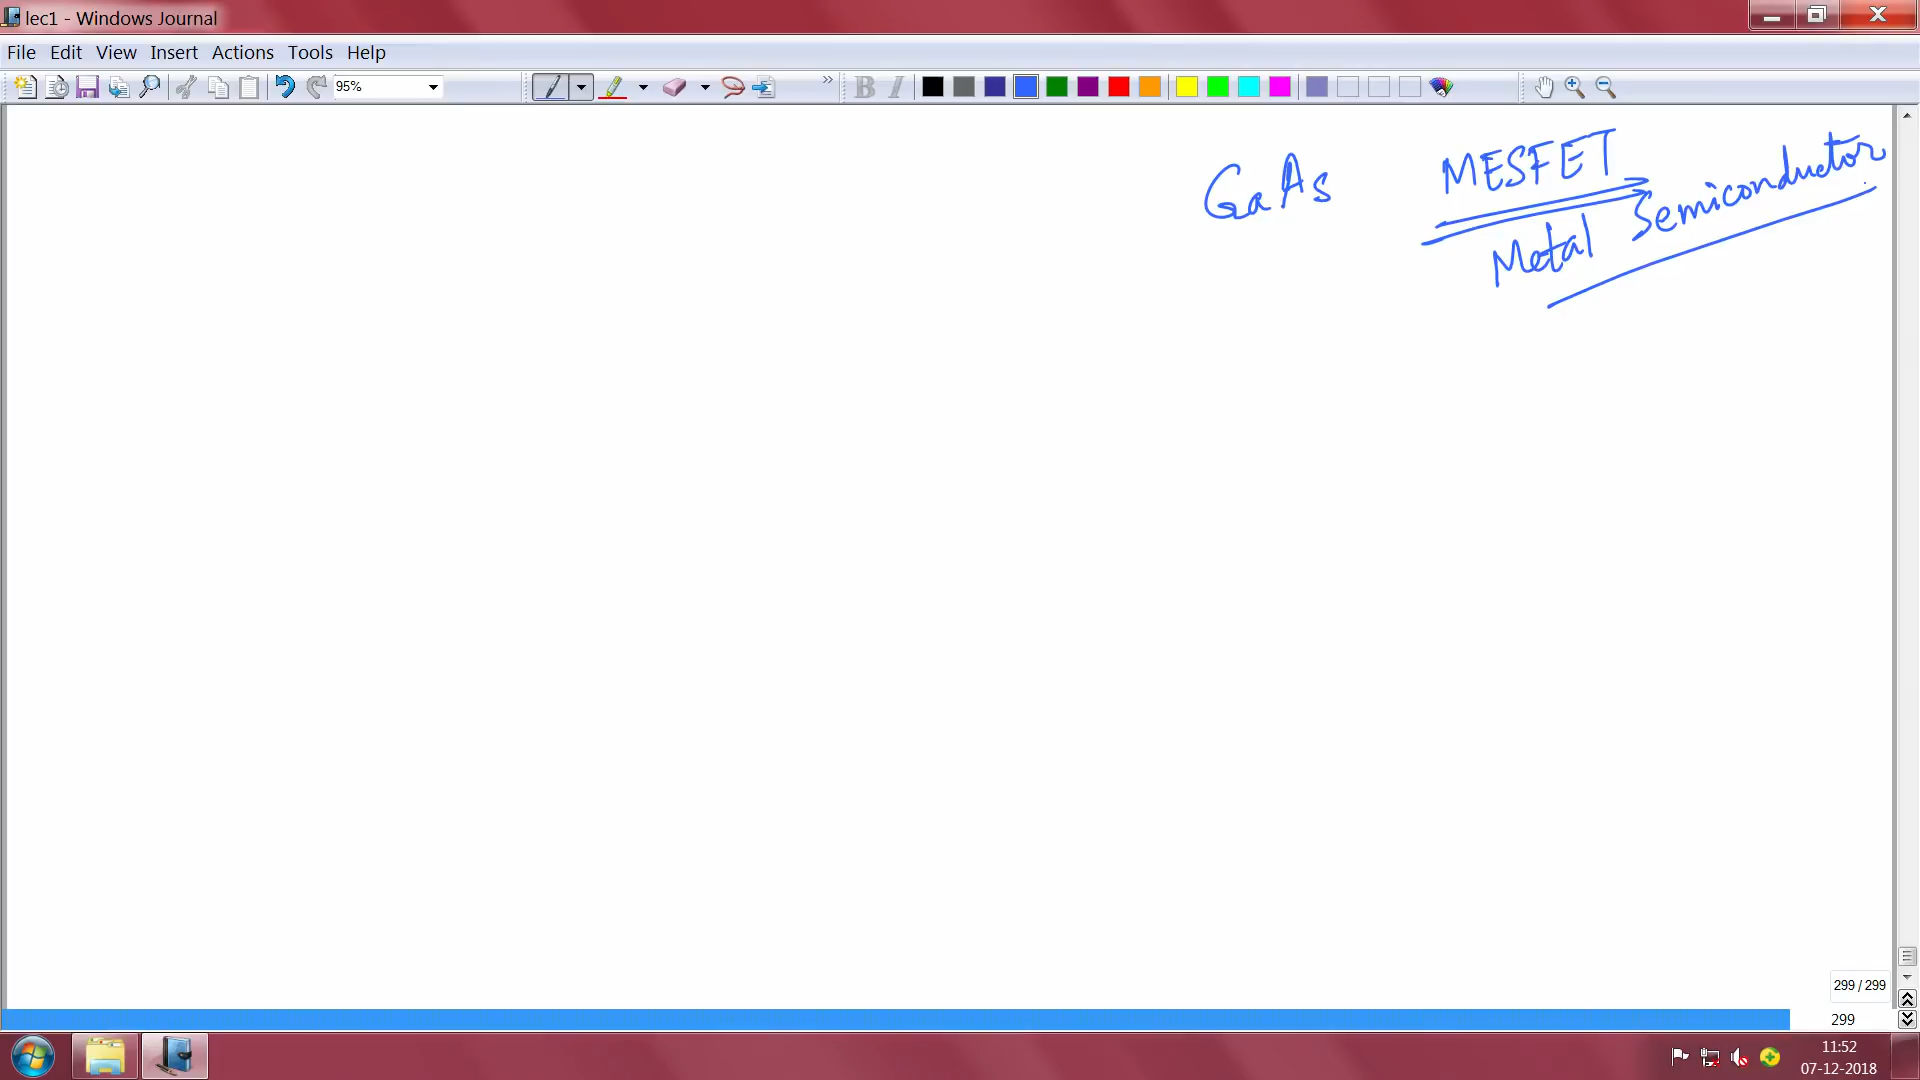 lec1 - Windows Journal
File Edit View Insert Actions Tools Help
95%
GaAs MESFET
Metal Semiconductor
299 / 299
299
11:52
07-12-2018